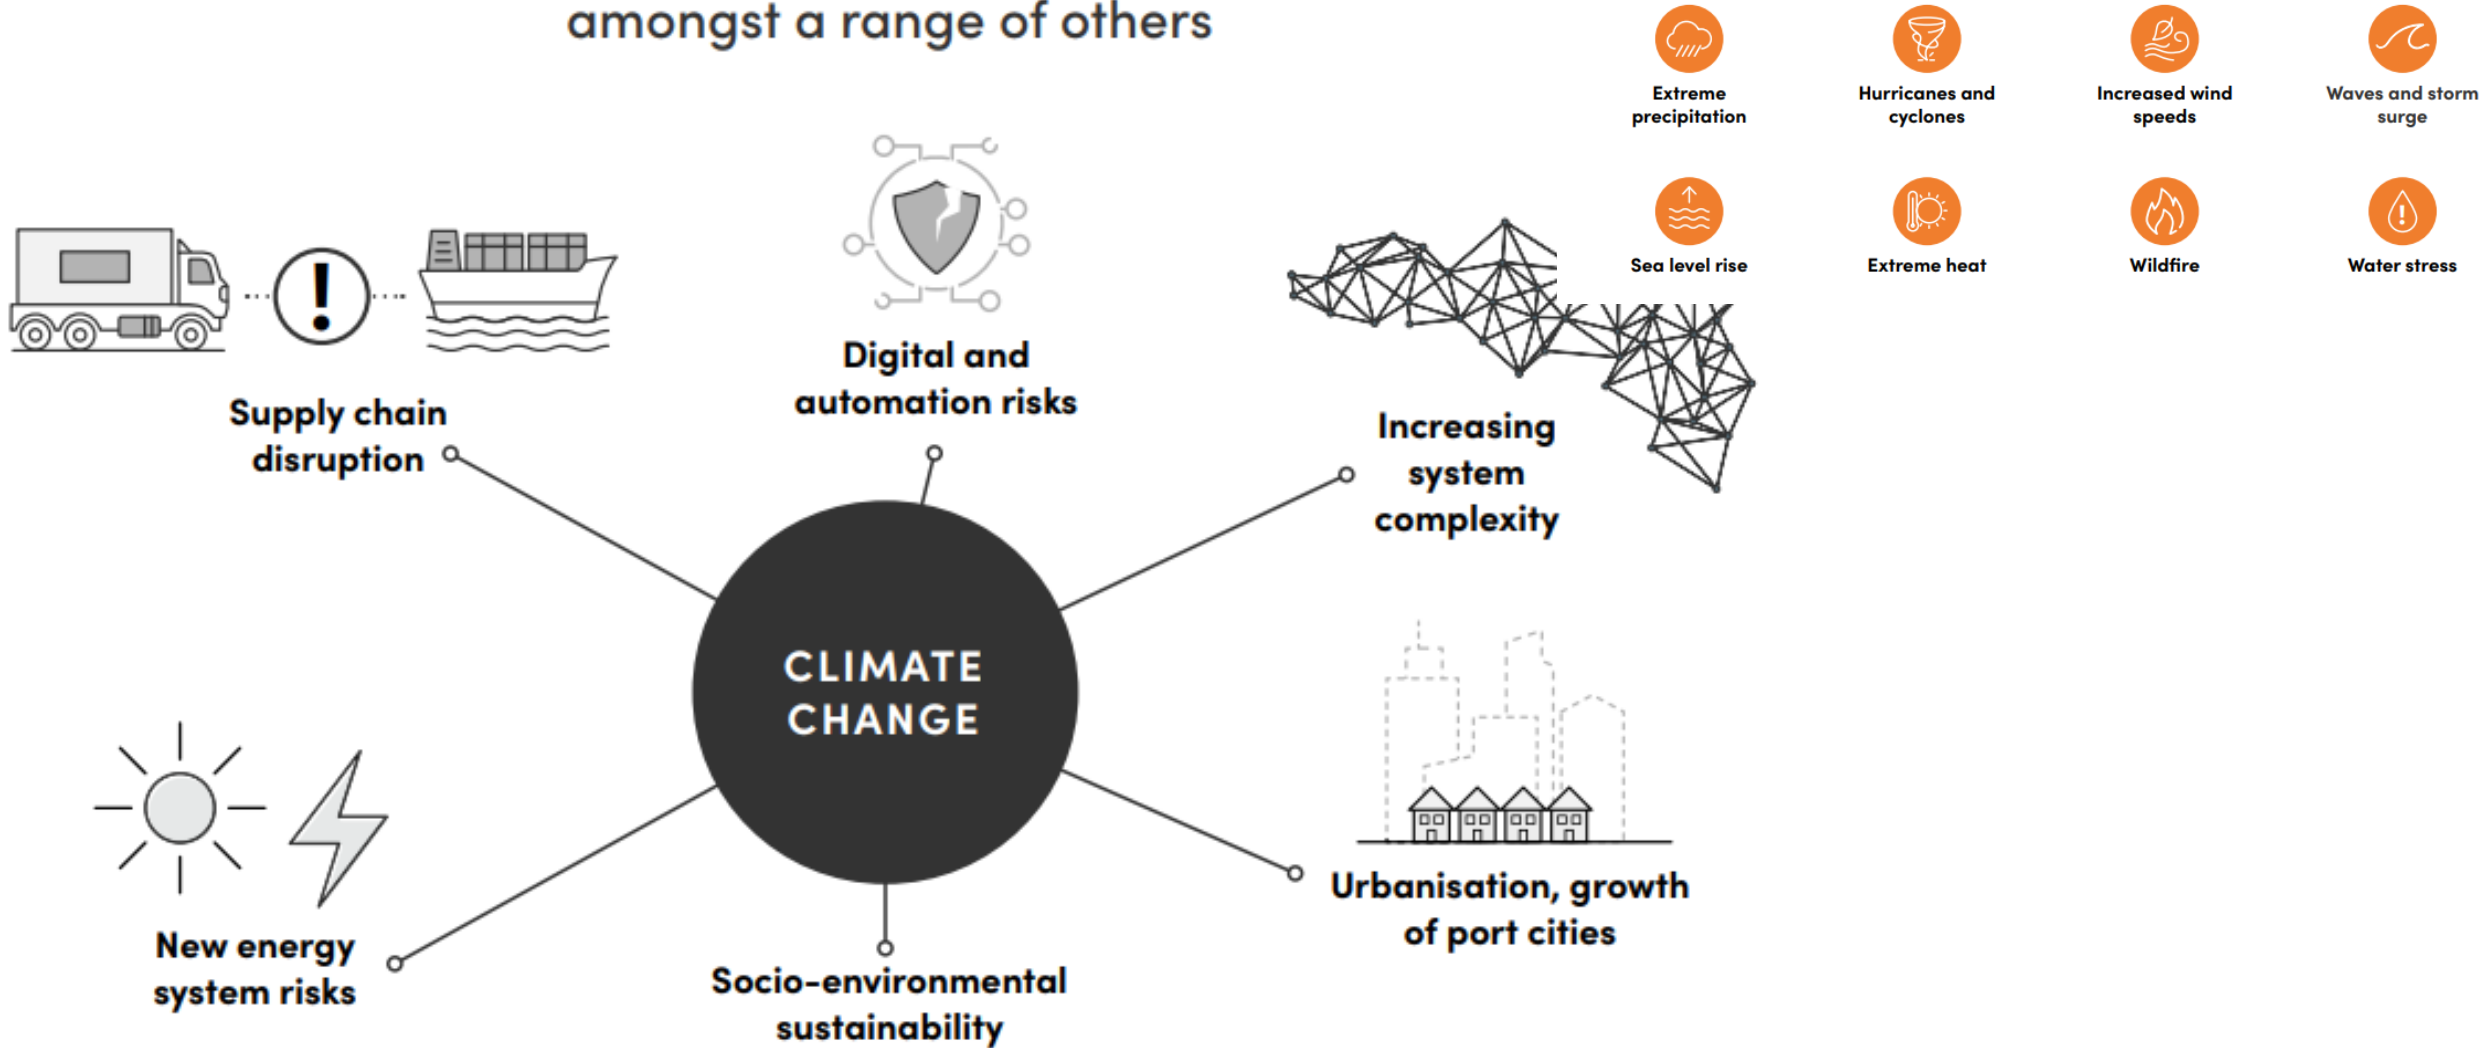 amongst a range of others
Extreme
precipitation
Hurricanes and
cyclones
Increased wind
speeds
Waves and storm
surge
Sea level rise
Extreme heat
Wildfire
Water stress
Supply chain
disruption
Digital and
automation risks
Increasing
system
complexity
CLIMATE
CHANGE
New energy
system risks
Socio-environmental
sustainability
Urbanisation, growth
of port cities